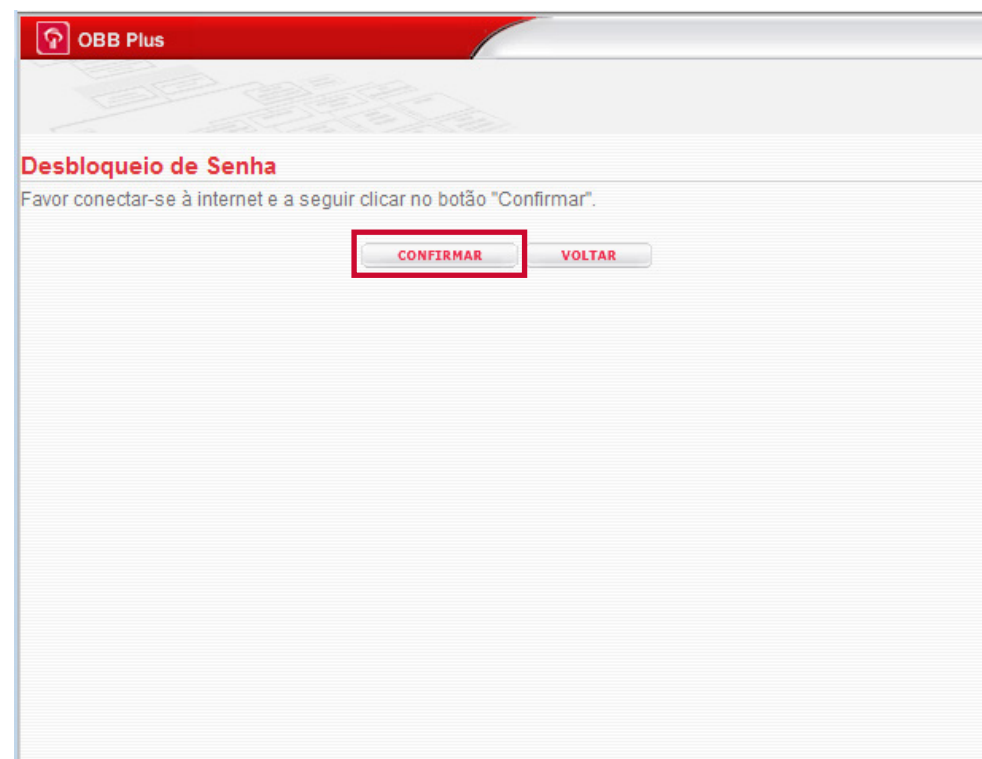 OBB Plus
Desbloqueio de Senha
Favor conectar-se à internet e a seguir clicar no botão "Confirmar".
CONFIRMAR VOLTAR